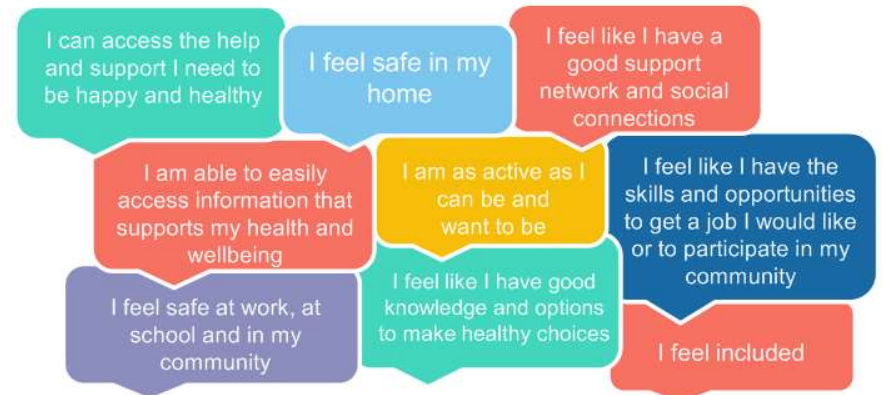 I can access the help
and support I need to
be happy and healthy
I feel safe in my
home
I feel like I have a
good support
network and social
connections
I am able to easily
access information that
supports my health and
wellbeing
I am as active as I
can be and
want to be
I feel like I have the
skills and opportunities
to get a job I would like
or to participate in my
community
I feel safe at work, at
school and in my
community
I feel like I have good
knowledge and options
to make healthy choices
I feel included